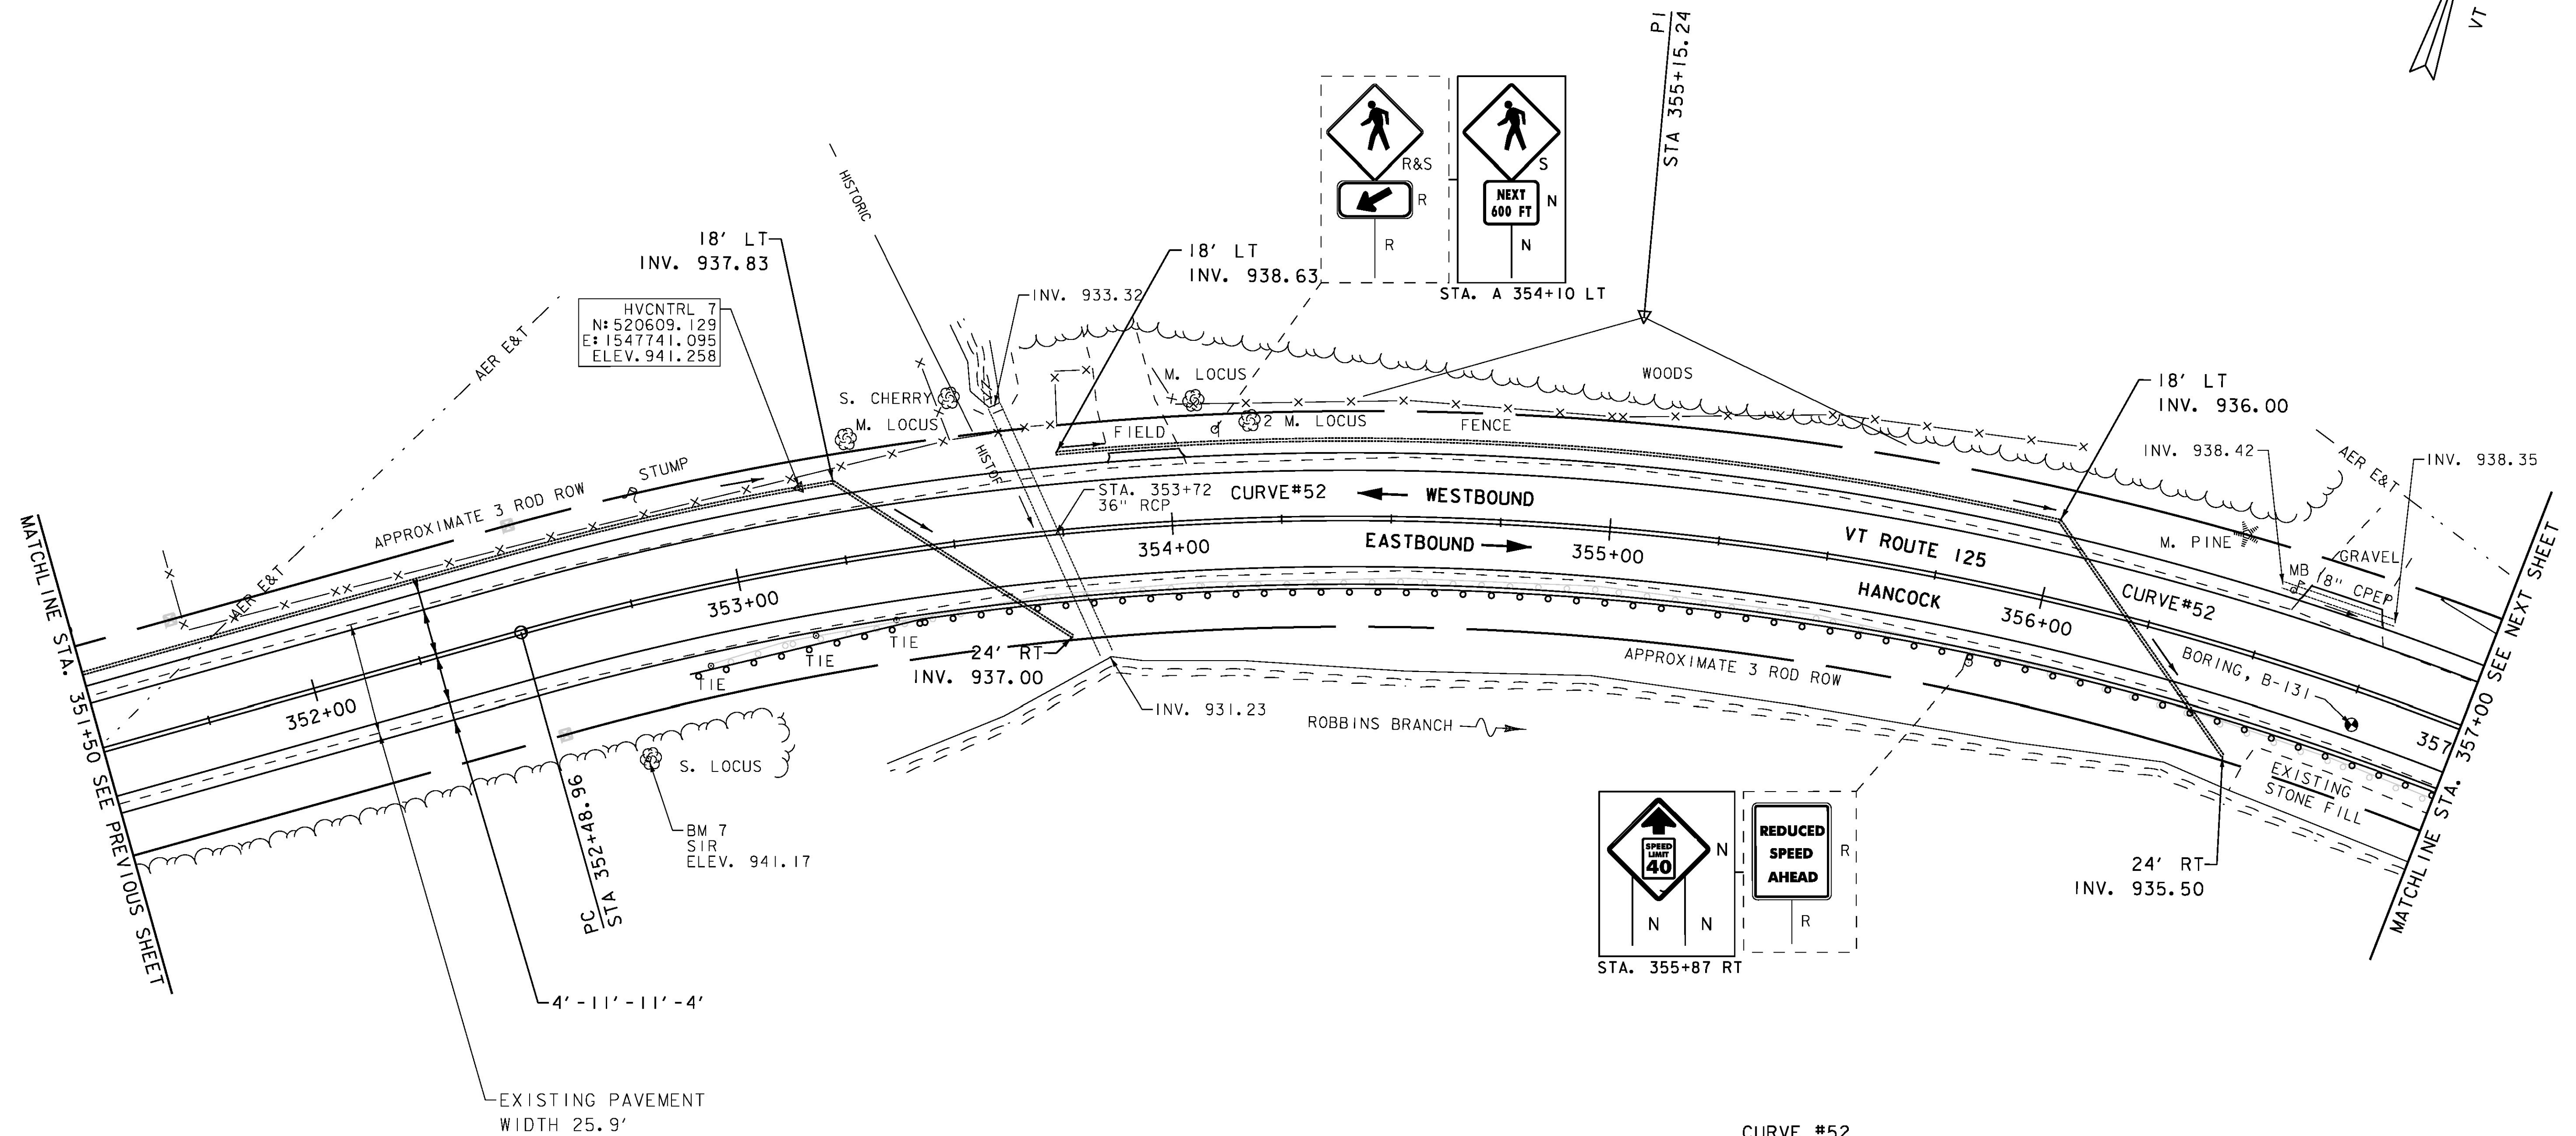 VT
PI
STA 355+15.24
HISTORIC
R&S
R
R
S
NEXT
600 FT
N
N
STA. A 354+10 LT
18' LT
INV. 937.83
18' LT
INV. 938.63
INV. 933.32
HVCNTRL 7
N:520609.129
E:1547741.095
ELEV.941.258
AER E&T
AER E&T
S. CHERRY
M. LOCUS
M. LOCUS
2 M. LOCUS
FIELD
FENCE
WOODS
18' LT
INV. 936.00
INV. 938.42
AER E&T
INV. 938.35
STUMP
APPROXIMATE 3 ROD ROW
HISTOR
STA. 353+72
36" RCP
CURVE#52
WESTBOUND
EASTBOUND
VT ROUTE 125
HANCOCK
CURVE#52
M. PINE
GRAVEL
MB
18" CPEP
352+00
353+00
354+00
355+00
356+00
357
TIE
TIE
TIE
24' RT
INV. 937.00
INV. 931.23
ROBBINS BRANCH
APPROXIMATE 3 ROD ROW
BORING, B-131
EXISTING
STONE FILL
S. LOCUS
BM 7
SIR
ELEV. 941.17
PC
STA 352+48.96
MATCHLINE STA. 351+50 SEE PREVIOUS SHEET
MATCHLINE STA. 357+00 SEE NEXT SHEET
SPEED
LIMIT
40
N
N
N
REDUCED
SPEED
AHEAD
R
R
STA. 355+87 RT
24' RT
INV. 935.50
4'-11'-11'-4'
EXISTING PAVEMENT
WIDTH 25.9'
CURVE #52